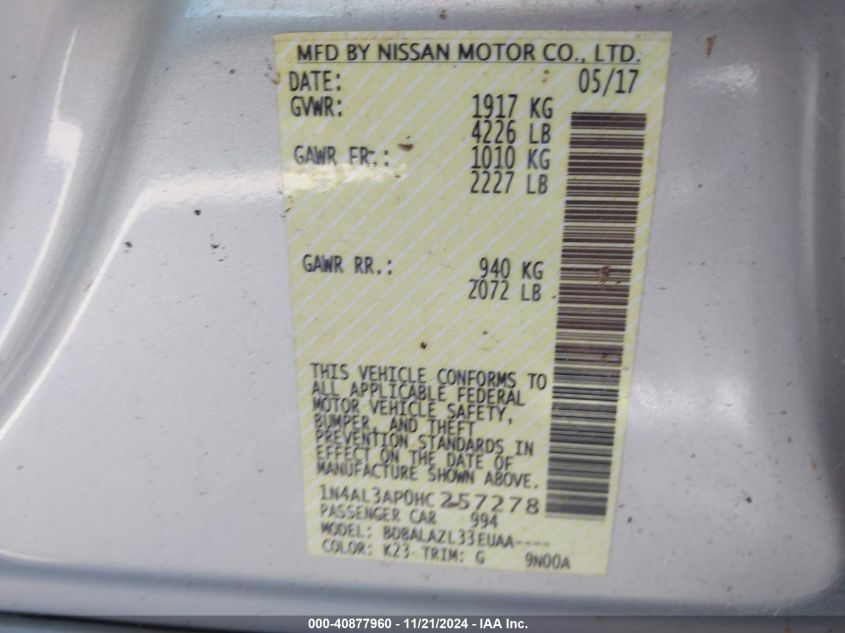 MFD BY NISSAN MOTOR CO., LTD.
DATE: 05/17
GVWR: 1917 KG
4226 LB
GAWR FR.: 1010 KG
2227 LB
GAWR RR.: 940 KG
2072 LB
THIS VEHICLE CONFORMS TO
ALL APPLICABLE FEDERAL
MOTOR VEHICLE SAFETY,
BUMPER, AND THEFT
PREVENTION STANDARDS IN
EFFECT ON THE DATE OF
MANUFACTURE SHOWN ABOVE.
1N4AL3AP0HC257278
PASSENGER CAR 994
MODEL: BDBALAZL33EUAA----
COLOR: K23 TRIM: G 9N00A
000-40877960 - 11/21/2024 - IAA Inc.